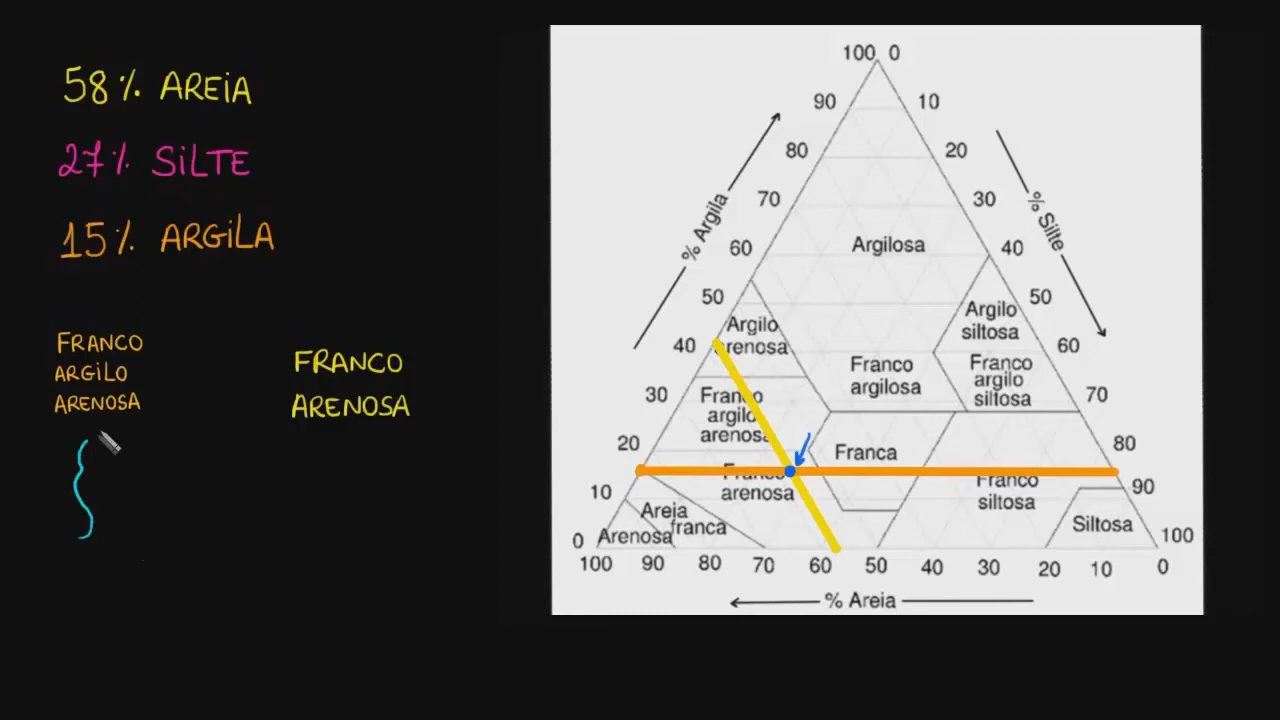 58% AREIA
27% SILTE
15% ARGILA
FRANCO
ARGILO
ARENOSA
FRANCO
ARENOSA
100 0
90 10
80 20
70 30
60 40
50 50
40 60
30 70
20 80
10 90
0 100
% Argila
% Silte
Argilosa
Argilo
arenosa
Argilo
siltosa
Franco
argilosa
Franco
argilo
siltosa
Franco
argilo
arenosa
Franca
Franco
arenosa
Franco
siltosa
Areia
franca
Arenosa
Siltosa
100 90 80 70 60 50 40 30 20 10 0
% Areia